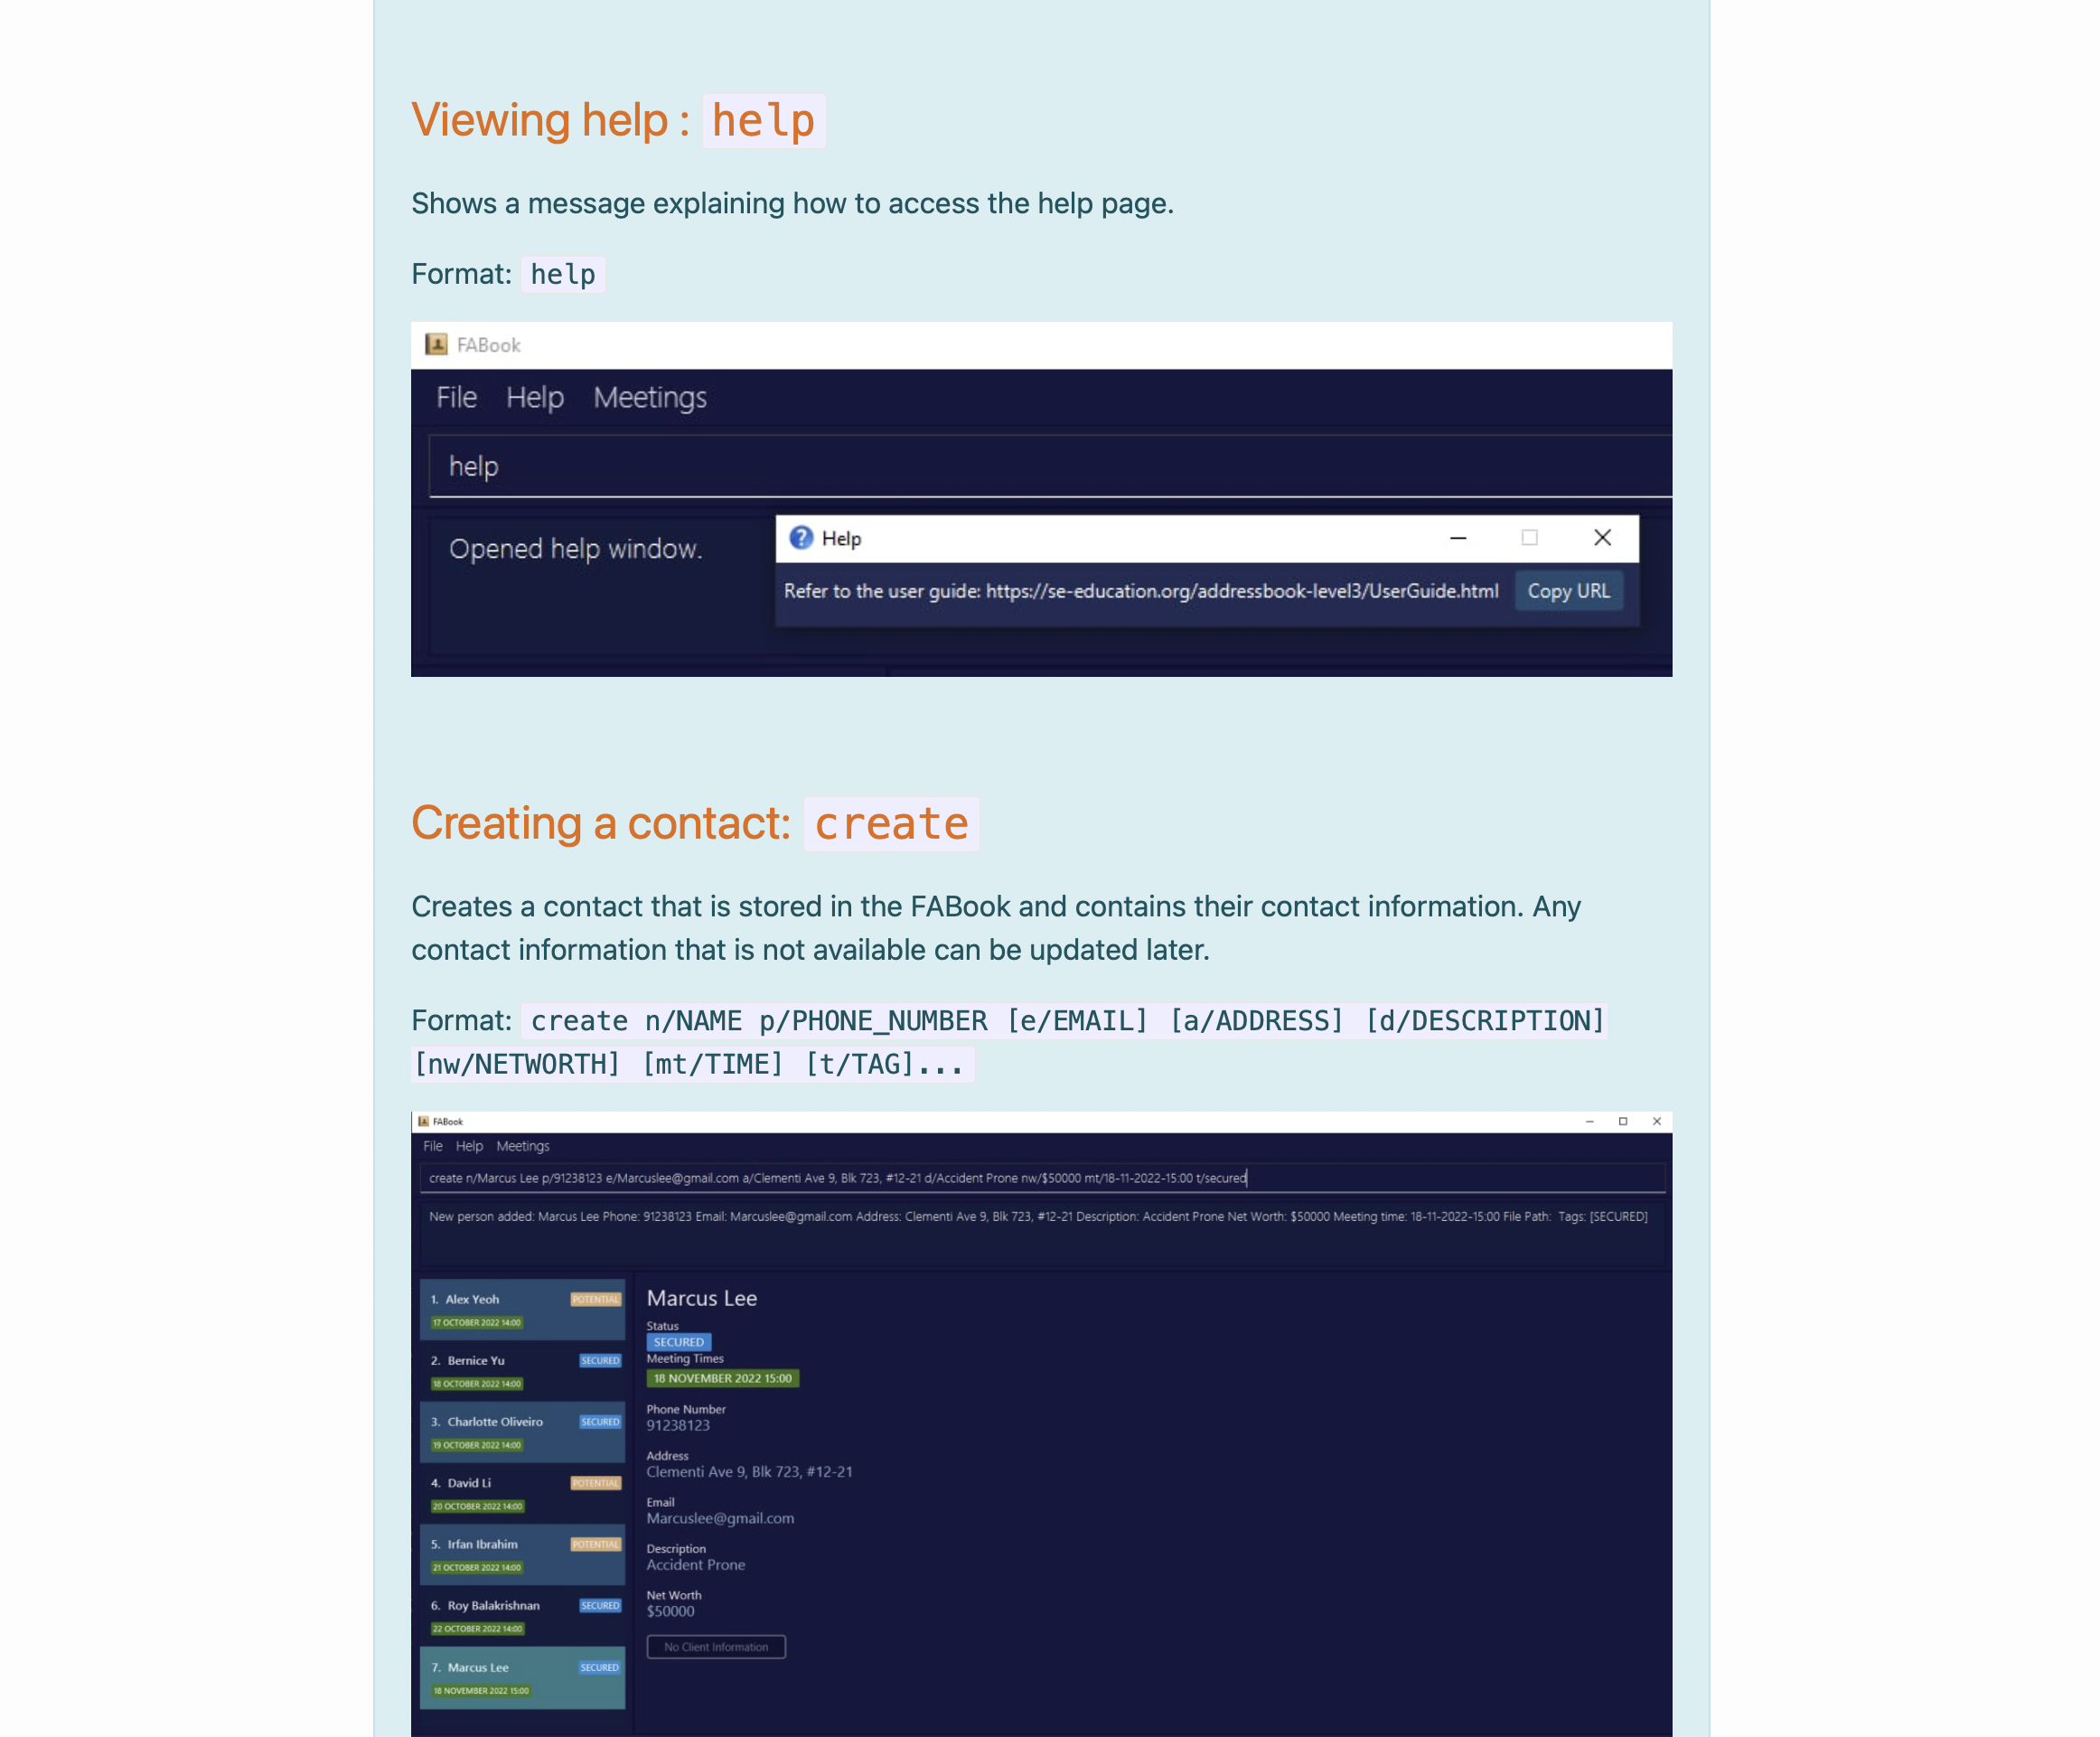 Viewing help : help
Shows a message explaining how to access the help page.
Format: help
FABook
File Help Meetings
help
Opened help window.
Help
Refer to the user guide: https://se-education.org/addressbook-level3/UserGuide.html Copy URL
Creating a contact: create
Creates a contact that is stored in the FABook and contains their contact information. Any
contact information that is not available can be updated later.
Format: create n/NAME p/PHONE_NUMBER [e/EMAIL] [a/ADDRESS] [d/DESCRIPTION]
[nw/NETWORTH] [mt/TIME] [t/TAG]...
FABook
File Help Meetings
create n/Marcus Lee p/91238123 e/Marcuslee@gmail.com a/Clementi Ave 9, Blk 723, #12-21 d/Accident Prone nw/$50000 mt/18-11-2022-15:00 t/secured
New person added: Marcus Lee Phone: 91238123 Email: Marcuslee@gmail.com Address: Clementi Ave 9, Blk 723, #12-21 Description: Accident Prone Net Worth: $50000 Meeting time: 18-11-2022-15:00 File Path: Tags: [SECURED]
1. Alex Yeoh POTENTIAL
17 OCTOBER 2022 14:00
2. Bernice Yu SECURED
18 OCTOBER 2022 14:00
3. Charlotte Oliveiro SECURED
19 OCTOBER 2022 14:00
4. David Li POTENTIAL
20 OCTOBER 2022 14:00
5. Irfan Ibrahim POTENTIAL
21 OCTOBER 2022 14:00
6. Roy Balakrishnan SECURED
22 OCTOBER 2022 14:00
7. Marcus Lee SECURED
18 NOVEMBER 2022 15:00
Marcus Lee
Status
SECURED
Meeting Times
18 NOVEMBER 2022 15:00
Phone Number
91238123
Address
Clementi Ave 9, Blk 723, #12-21
Email
Marcuslee@gmail.com
Description
Accident Prone
Net Worth
$50000
No Client Information